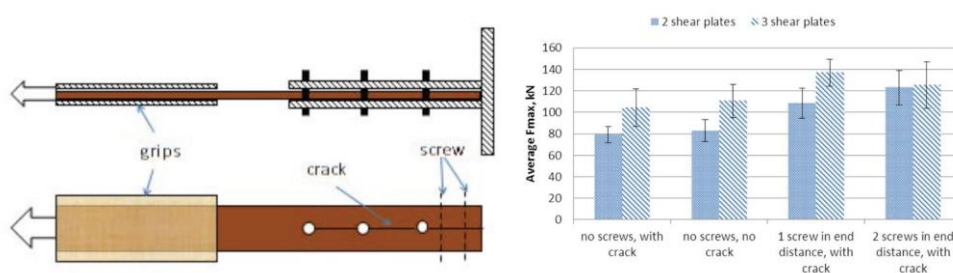 grips
crack
screw
2 shear plates
3 shear plates
Average Fmax, kN
160
140
120
100
80
60
40
20
0
no screws, with
crack
no screws, no
crack
1 screw in end
distance, with
crack
2 screws in end
distance, with
crack